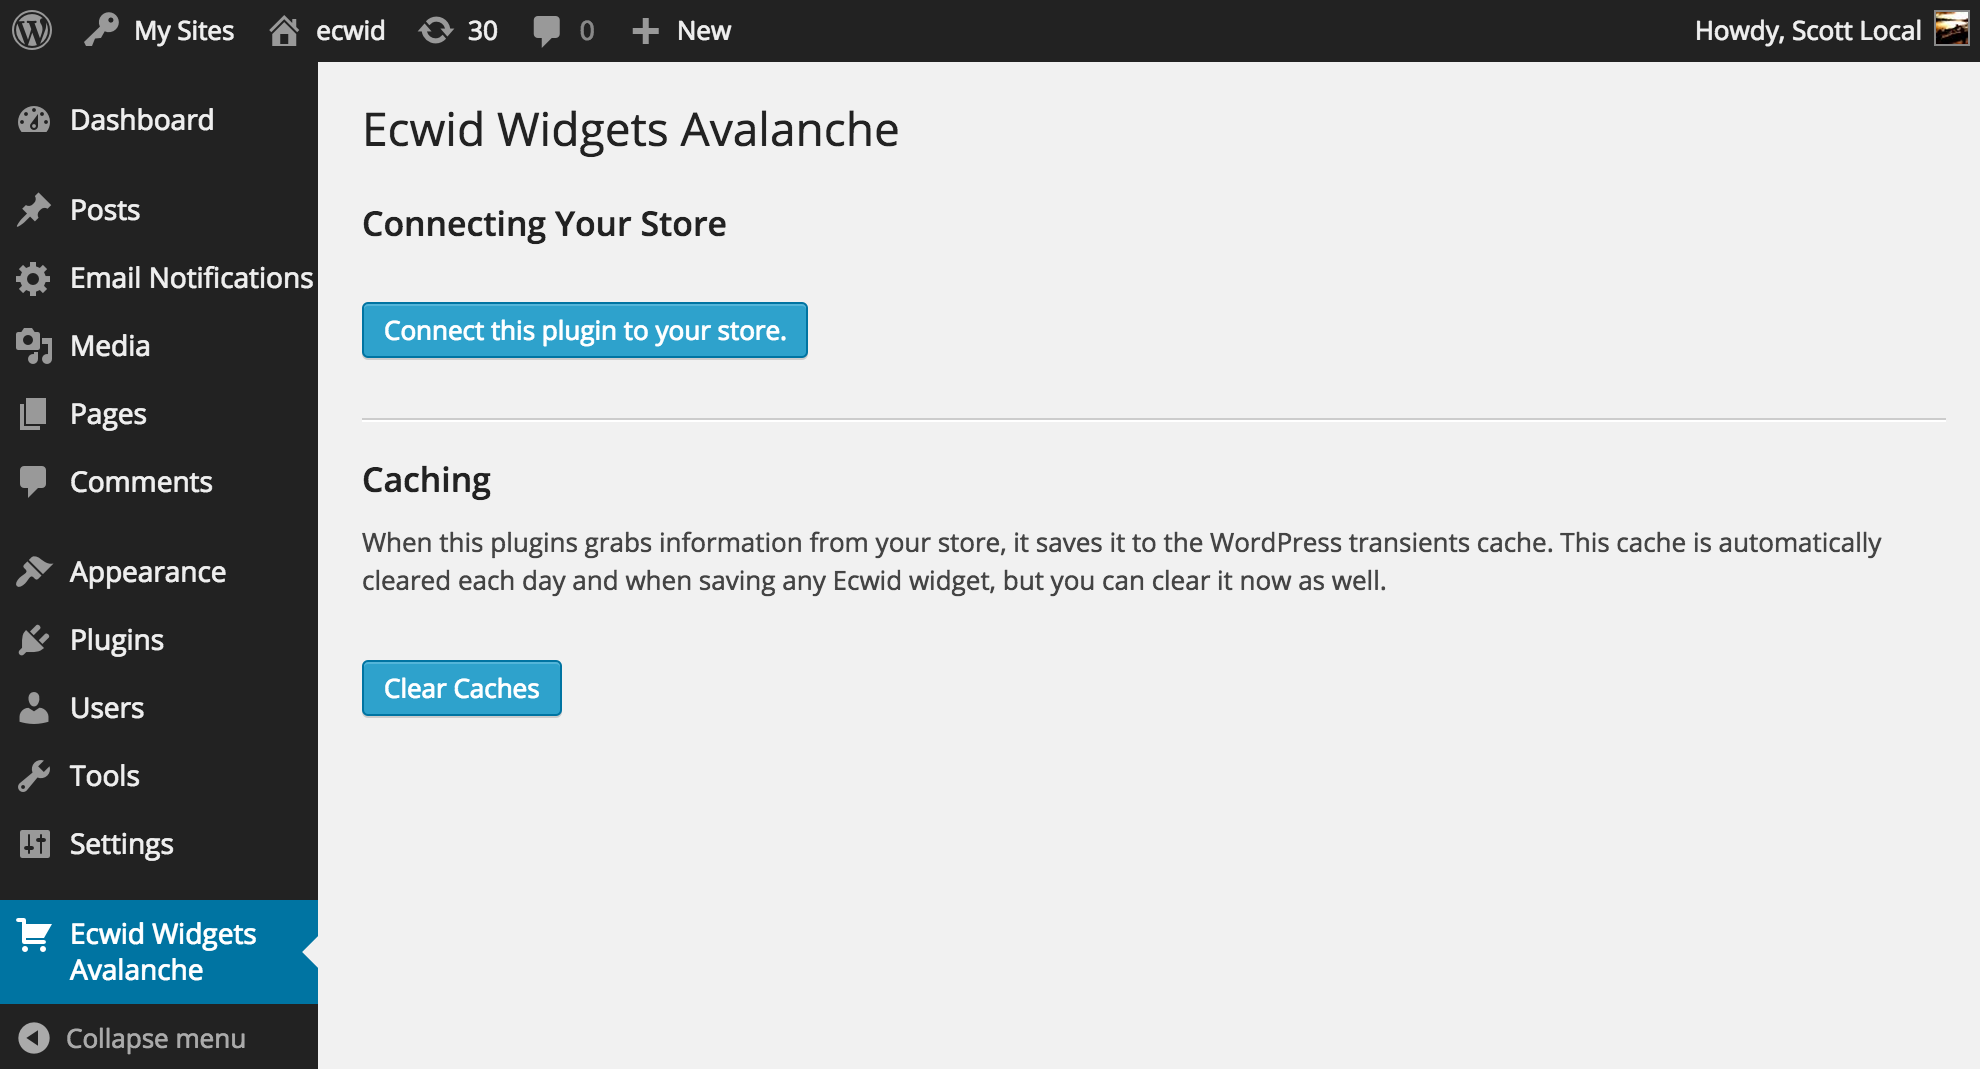 My Sites
ecwid
30
0
New
Howdy, Scott Local
Dashboard
Posts
Email Notifications
Media
Pages
Comments
Appearance
Plugins
Users
Tools
Settings
Ecwid Widgets
Avalanche
Collapse menu
Ecwid Widgets Avalanche
Connecting Your Store
Connect this plugin to your store.
Caching
When this plugins grabs information from your store, it saves it to the WordPress transients cache. This cache is automatically
cleared each day and when saving any Ecwid widget, but you can clear it now as well.
Clear Caches